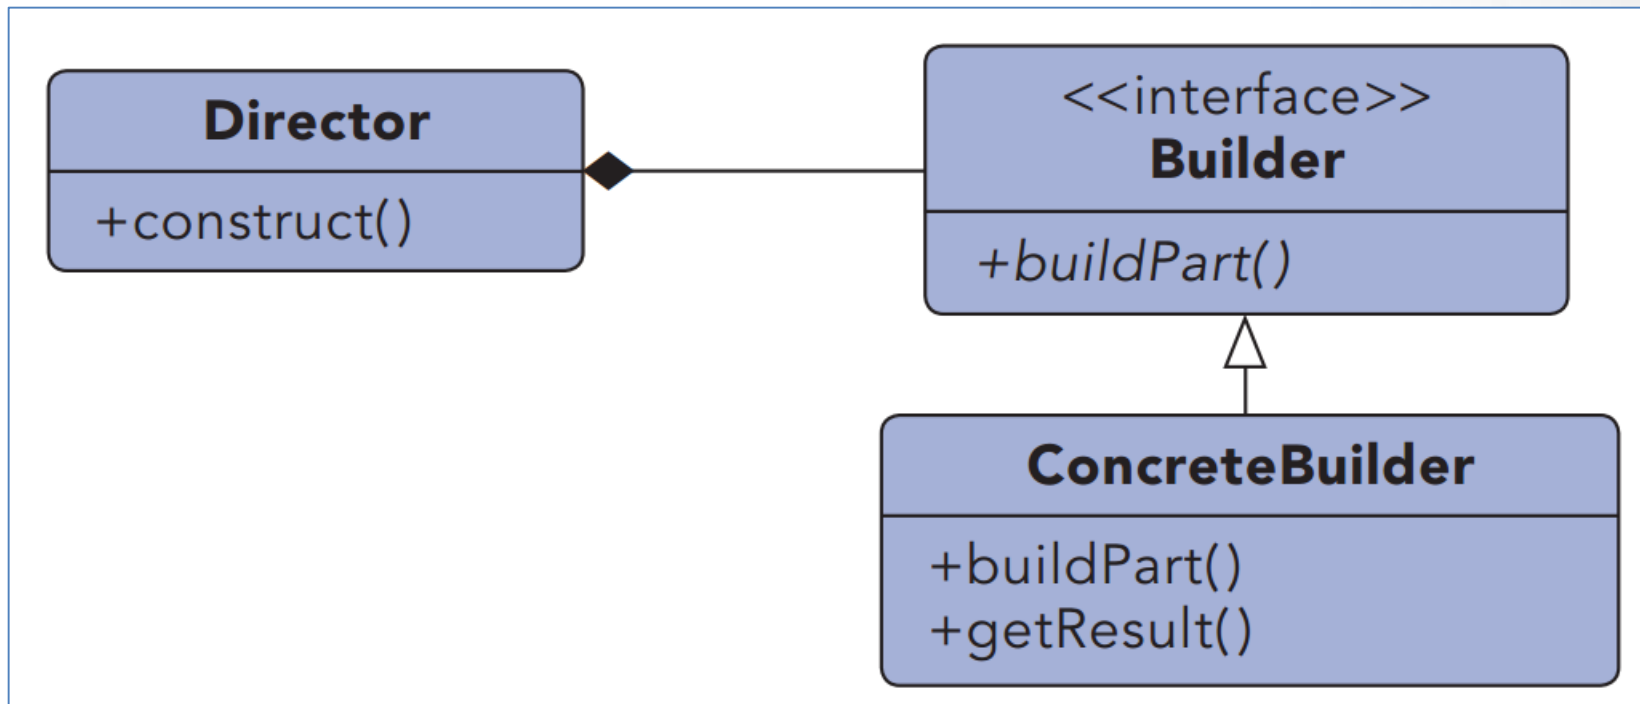 Director
+construct()
<<interface>>
Builder
+buildPart()
ConcreteBuilder
+buildPart()
+getResult()